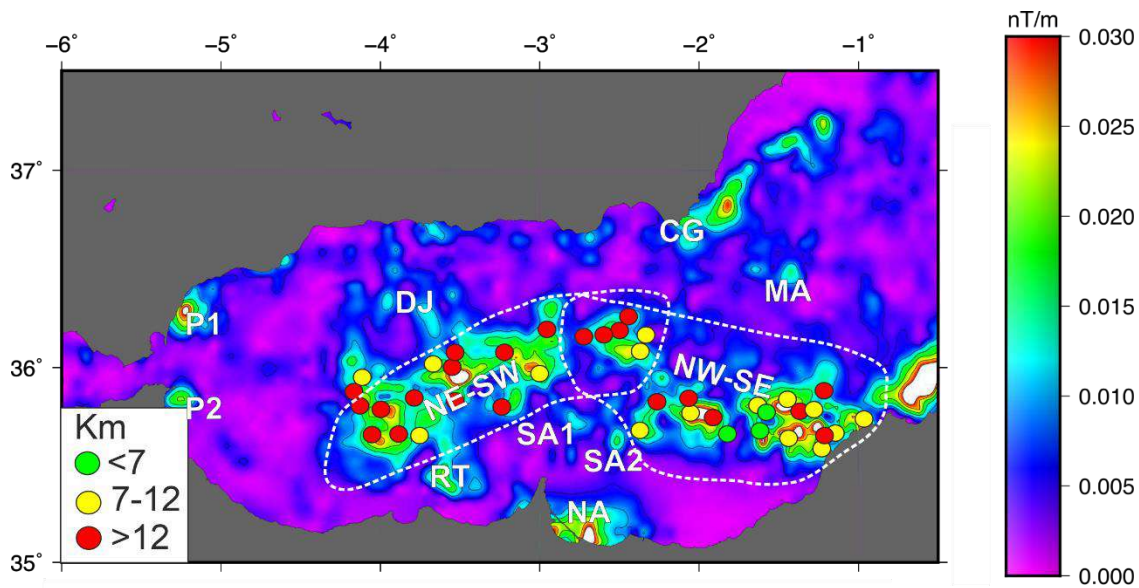 nT/m
-6° -5° -4° -3° -2° -1°
0.030
37°
0.025
CG
0.020
DJ MA
P1
0.015
36°
NE-SW NW-SE
P2
0.010
Km
SA1
<7
SA2
RT
7-12
0.005
NA
>12
35°
0.000